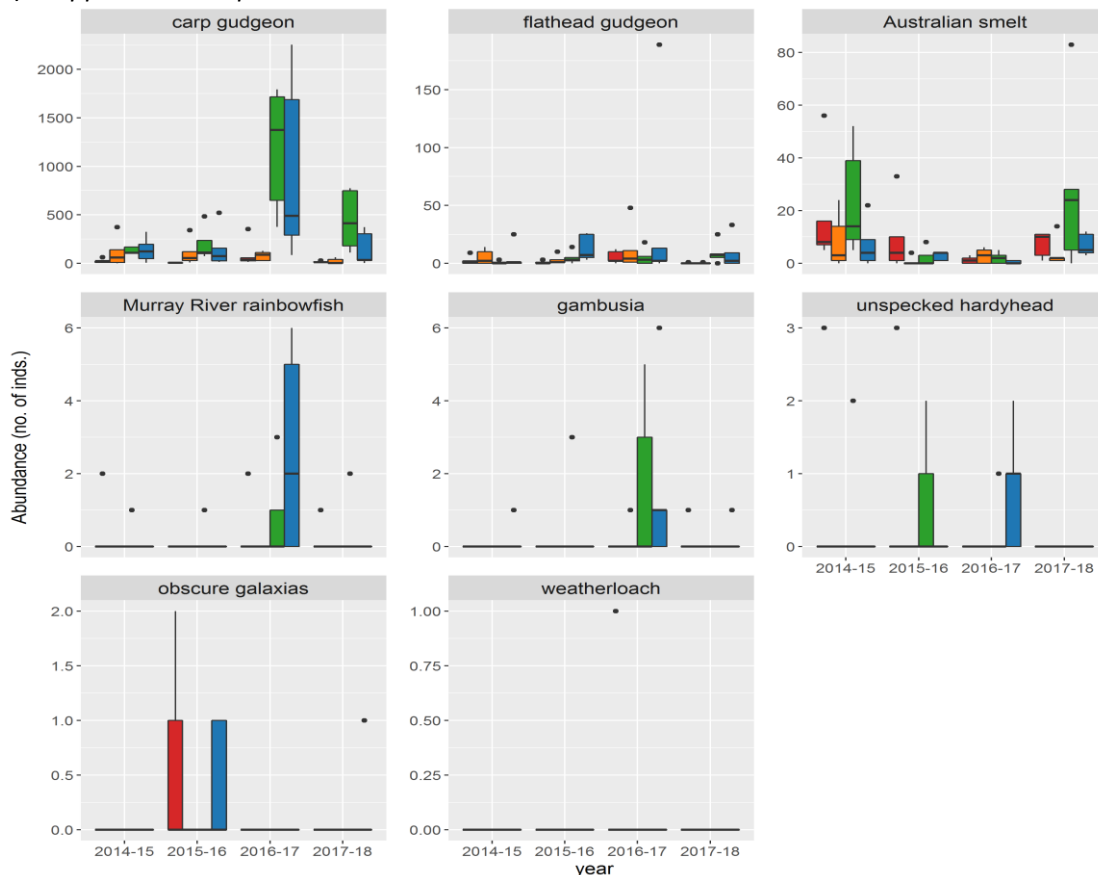 carp gudgeon
flathead gudgeon
Australian smelt
2000
1500
1000
500
0
150
100
50
0
80
60
40
20
0
Murray River rainbowfish
gambusia
unspecked hardyhead
6
4
2
0
6
4
2
0
3
2
1
0
2014-15 2015-16 2016-17 2017-18
Abundance (no. of inds.)
obscure galaxias
weatherloach
2.0
1.5
1.0
0.5
0.0
1.00
0.75
0.50
0.25
0.00
2014-15 2015-16 2016-17 2017-18
2014-15 2015-16 2016-17 2017-18
year